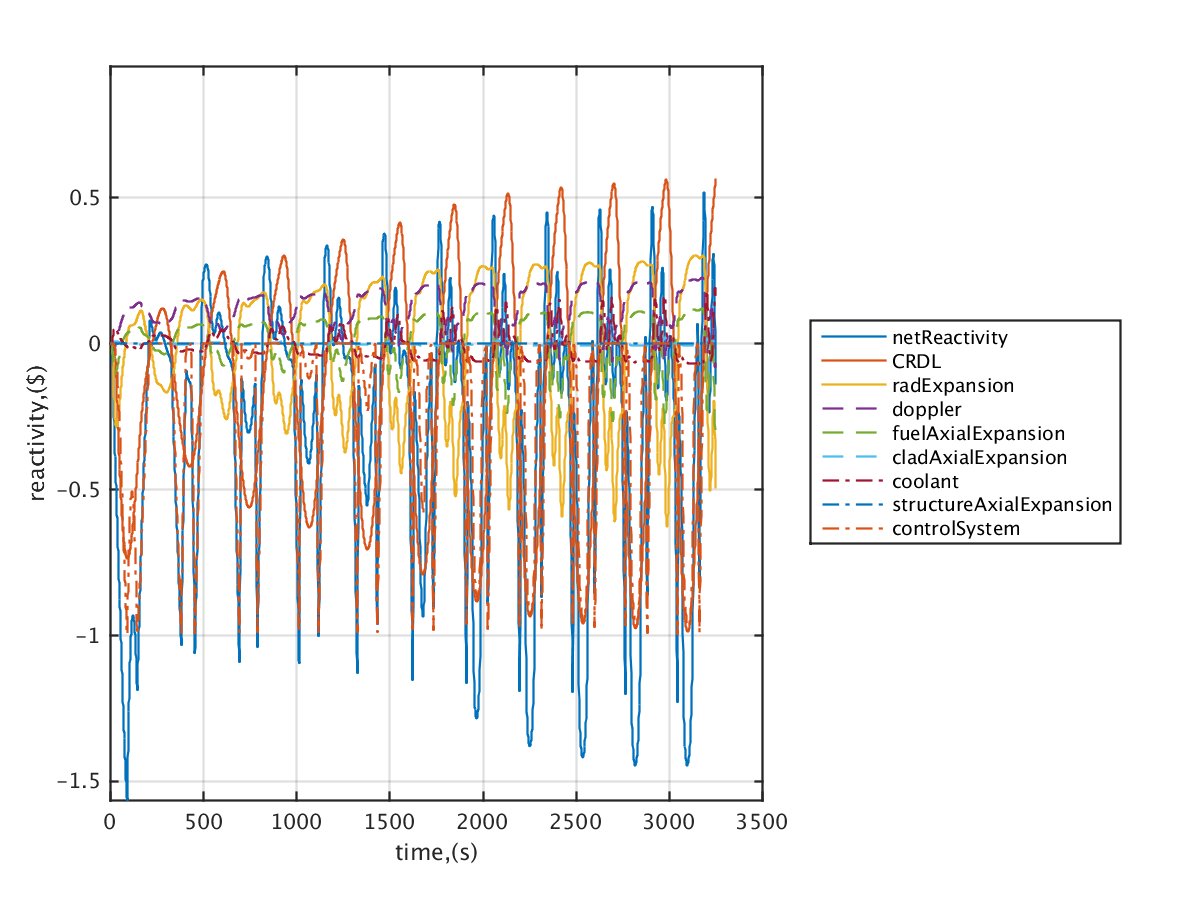 reactivity,($)
0.5
0
−0.5
−1
−1.5
0 500 1000 1500 2000 2500 3000 3500
time,(s)
netReactivity
CRDL
radExpansion
doppler
fuelAxialExpansion
cladAxialExpansion
coolant
structureAxialExpansion
controlSystem